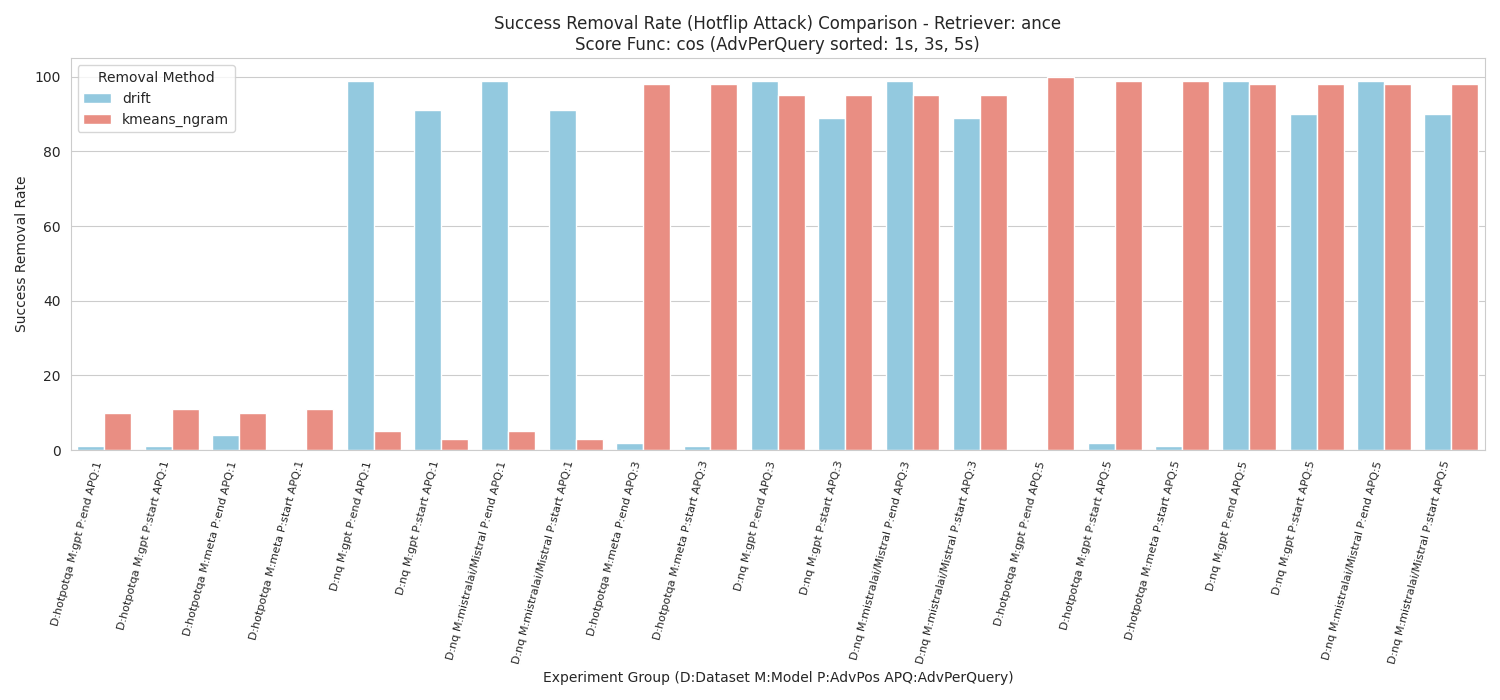 Success Removal Rate (Hotflip Attack) Comparison - Retriever: ance
Score Func: cos (AdvPerQuery sorted: 1s, 3s, 5s)
Removal Method
drift
kmeans_ngram
Success Removal Rate
100
80
60
40
20
0
D:hotpotqa M:gpt P:end APQ:1
D:hotpotqa M:gpt P:start APQ:1
D:hotpotqa M:meta P:end APQ:1
D:hotpotqa M:meta P:start APQ:1
D:nq M:gpt P:end APQ:1
D:nq M:gpt P:start APQ:1
D:nq M:mistralai/Mistral P:end APQ:1
D:nq M:mistralai/Mistral P:start APQ:1
D:hotpotqa M:meta P:end APQ:3
D:hotpotqa M:meta P:start APQ:3
D:nq M:gpt P:end APQ:3
D:nq M:gpt P:start APQ:3
D:nq M:mistralai/Mistral P:end APQ:3
D:nq M:mistralai/Mistral P:start APQ:3
D:hotpotqa M:gpt P:end APQ:5
D:hotpotqa M:gpt P:start APQ:5
D:hotpotqa M:meta P:start APQ:5
D:nq M:gpt P:end APQ:5
D:nq M:gpt P:start APQ:5
D:nq M:mistralai/Mistral P:end APQ:5
D:nq M:mistralai/Mistral P:start APQ:5
Experiment Group (D:Dataset M:Model P:AdvPos APQ:AdvPerQuery)